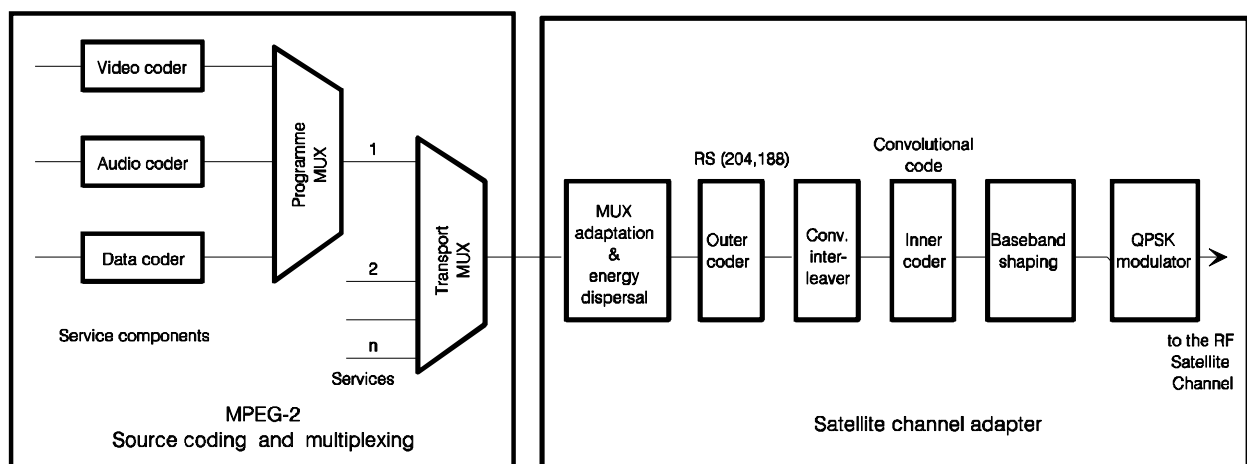 Video coder
Audio coder
Data coder
Service components
Programme
MUX
1
2
n
Services
Transport
MUX
MPEG-2
Source coding and multiplexing
MUX
adaptation
&
energy
dispersal
RS (204,188)
Outer
coder
Conv.
inter-
leaver
Convolutional
code
Inner
coder
Baseband
shaping
QPSK
modulator
to the RF
Satellite
Channel
Satellite channel adapter